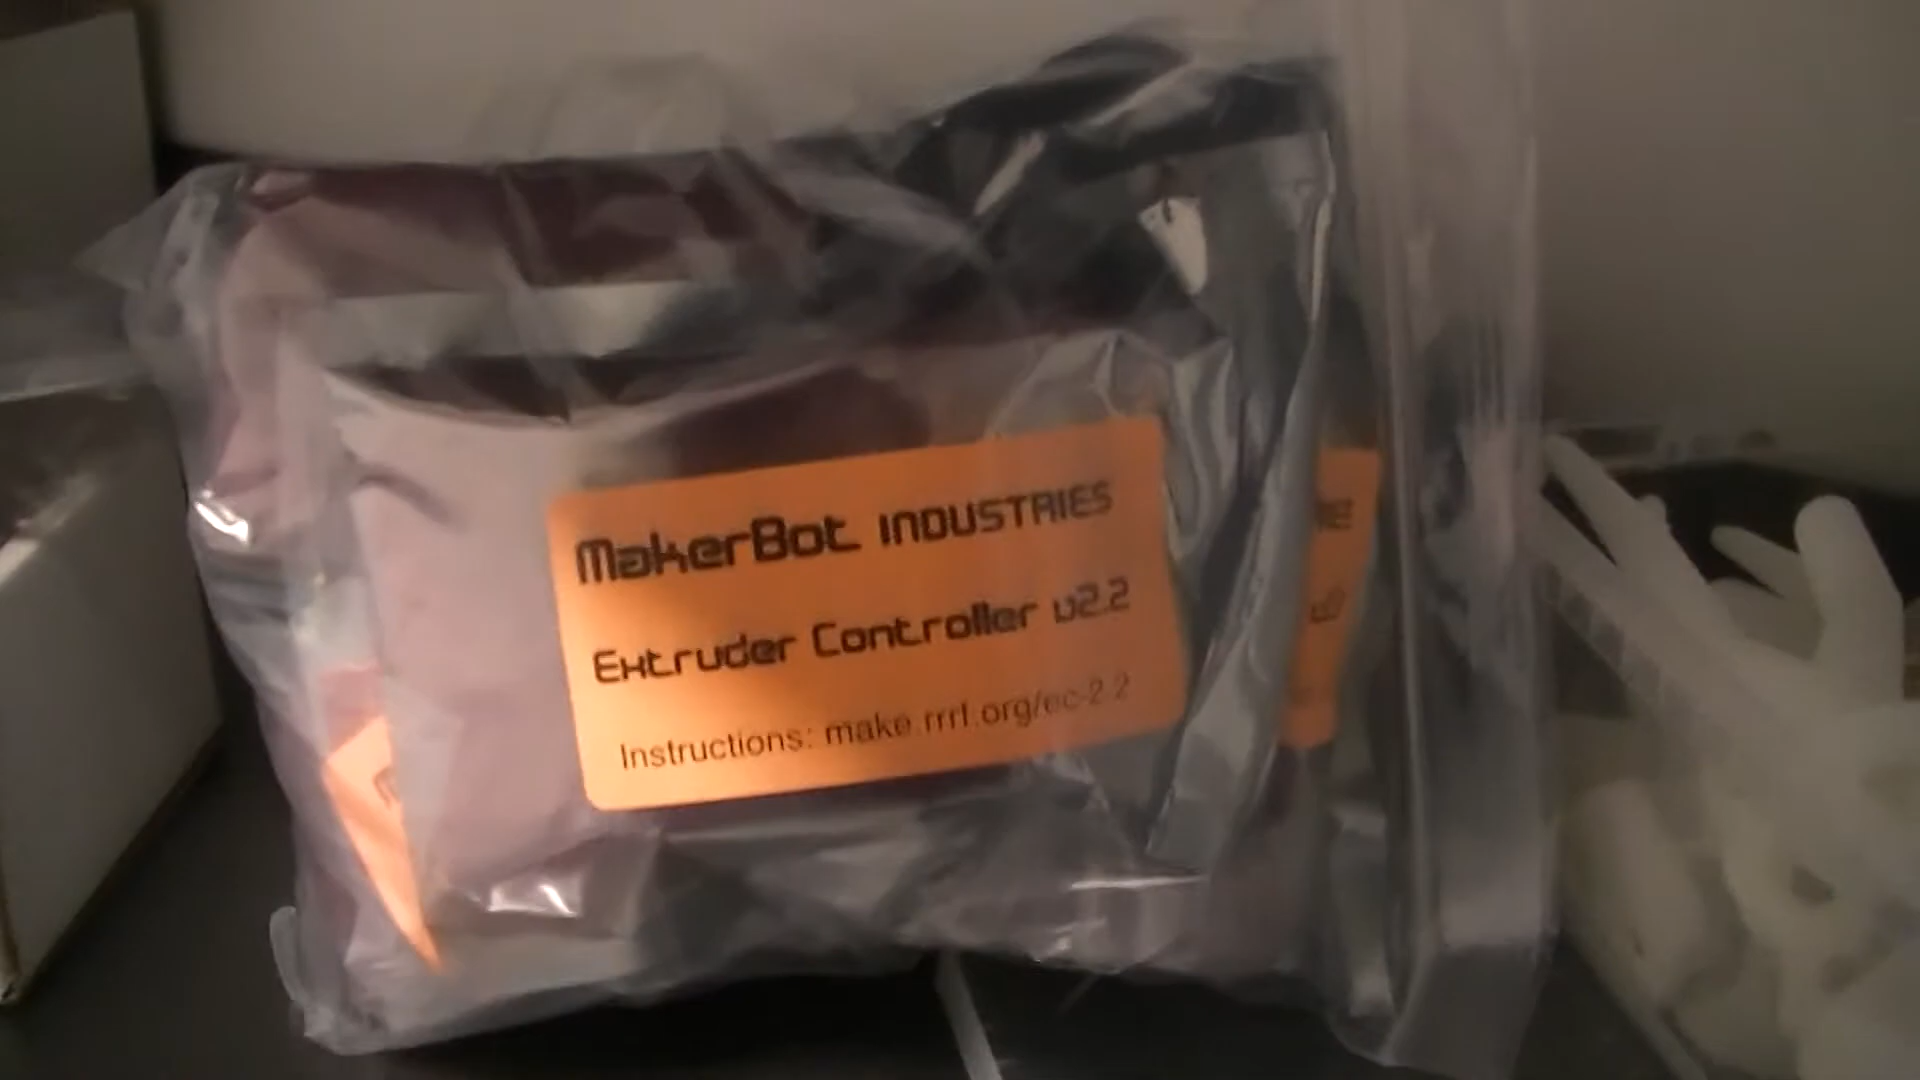 MakerBot INDUSTRIES
Extruder Controller v2.2
Instructions: make.rrrf.org/ec-2.2